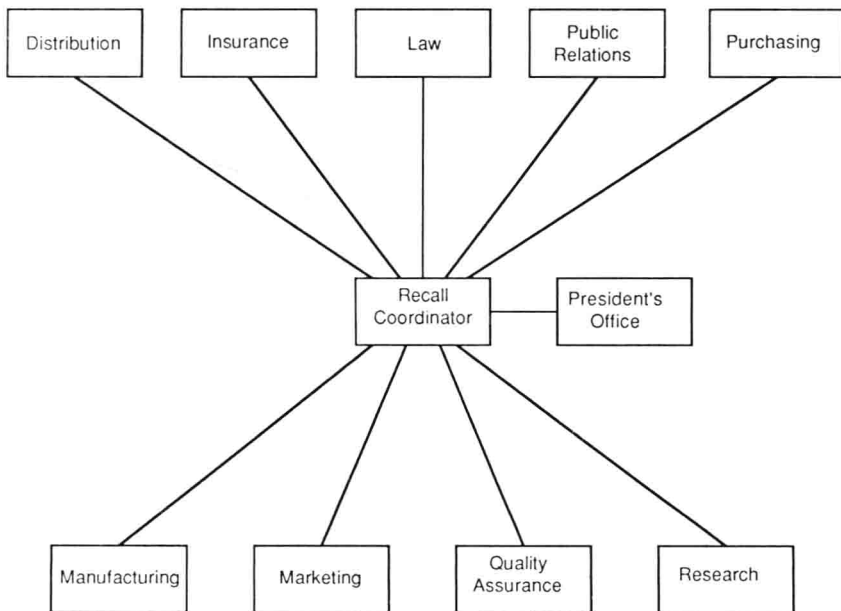 Distribution
Insurance
Law
Public
Relations
Purchasing
Recall
Coordinator
President's
Office
Manufacturing
Marketing
Quality
Assurance
Research